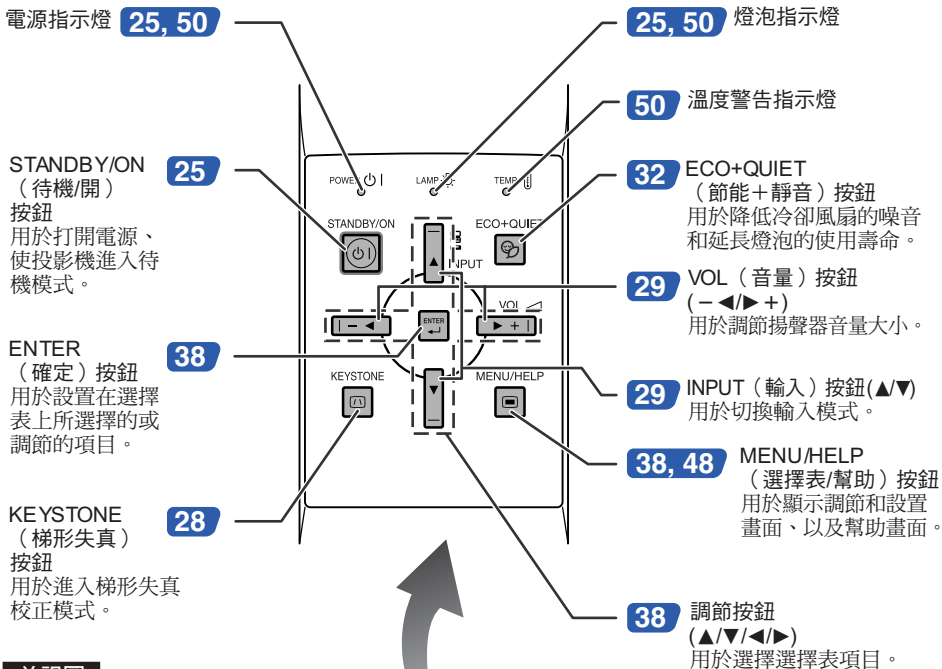 電源指示燈 25, 50
25, 50 燈泡指示燈
50 溫度警告指示燈
STANDBY/ON
（待機/開）
按鈕
25
用於打開電源、
使投影機進入待
機模式。
32 ECO+QUIET
（節能＋靜音）按鈕
用於降低冷卻風扇的噪音
和延長燈泡的使用壽命。
POWER
LAMP
TEMP.
STANDBY/ON
ECO+QUIET
INPUT
VOL
－ ◀
ENTER
▶ ＋
KEYSTONE
MENU/HELP
29 VOL（音量）按鈕
(－◀/▶＋)
用於調節揚聲器音量大小。
ENTER
（確定）按鈕
38
用於設置在選擇
表上所選擇的或
調節的項目。
29 INPUT（輸入）按鈕(▲/▼)
用於切換輸入模式。
38, 48 MENU/HELP
（選擇表/幫助）按鈕
用於顯示調節和設置
畫面、以及幫助畫面。
KEYSTONE
（梯形失真）
按鈕
28
用於進入梯形失真
校正模式。
38 調節按鈕
(▲/▼/◀/▶)
用於選擇選擇表項目。